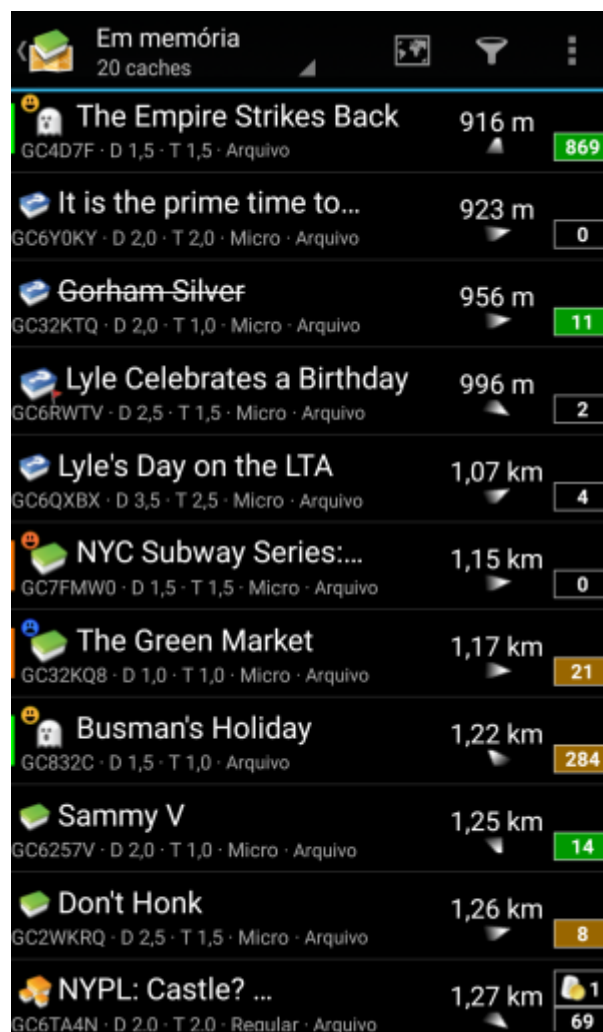 Em memória
20 caches
The Empire Strikes Back 916 m
GC4D7F · D 1,5 · T 1,5 · Arquivo 869
It is the prime time to... 923 m
GC6Y0KY · D 2,0 · T 2,0 · Micro · Arquivo 0
Gorham Silver 956 m
GC32KTQ · D 2,0 · T 1,0 · Micro · Arquivo 11
Lyle Celebrates a Birthday 996 m
GC6RWTV · D 2,5 · T 1,5 · Micro · Arquivo 2
Lyle's Day on the LTA 1,07 km
GC6QXBX · D 3,5 · T 2,5 · Micro · Arquivo 4
NYC Subway Series:... 1,15 km
GC7FMW0 · D 1,5 · T 1,5 · Micro · Arquivo 0
The Green Market 1,17 km
GC32KQ8 · D 1,0 · T 1,0 · Micro · Arquivo 21
Busman's Holiday 1,22 km
GC832C · D 1,5 · T 1,0 · Arquivo 284
Sammy V 1,25 km
GC6257V · D 2,0 · T 1,0 · Micro · Arquivo 14
Don't Honk 1,26 km
GC2WKRQ · D 2,5 · T 1,5 · Micro · Arquivo 8
NYPL: Castle? ... 1,27 km 1
GC6TA4N · D 2,0 · T 2,0 · Regular · Arquivo 69